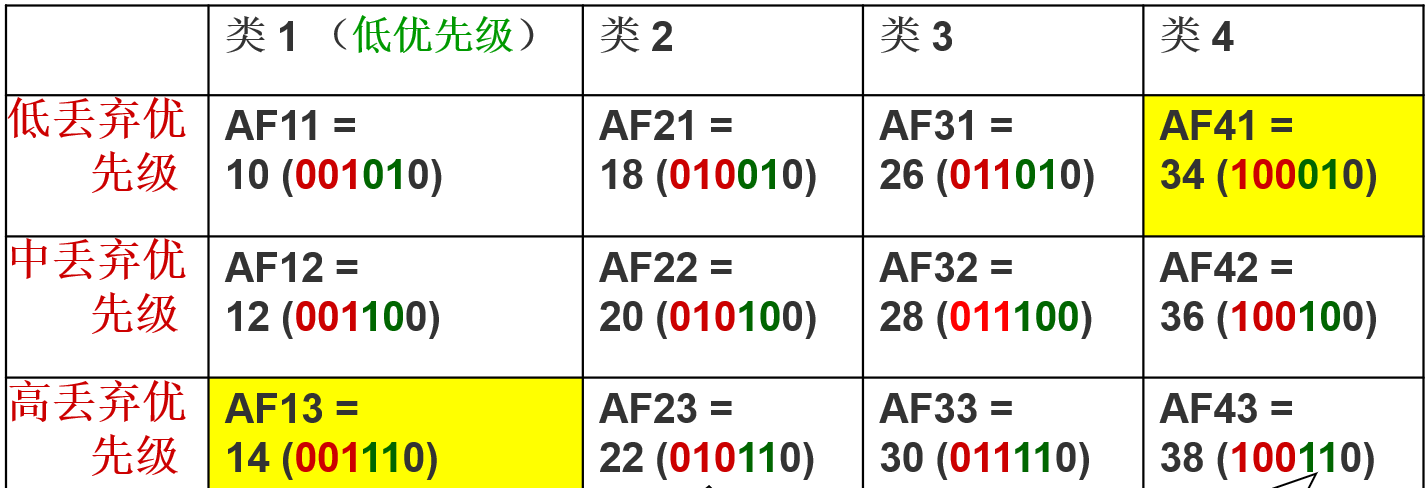 类 1 （低优先级） 类 2 类 3 类 4
低丢弃优
先级
AF11 =
10 (001010)
AF21 =
18 (010010)
AF31 =
26 (011010)
AF41 =
34 (100010)
中丢弃优
先级
AF12 =
12 (001100)
AF22 =
20 (010100)
AF32 =
28 (011100)
AF42 =
36 (100100)
高丢弃优
先级
AF13 =
14 (001110)
AF23 =
22 (010110)
AF33 =
30 (011110)
AF43 =
38 (100110)